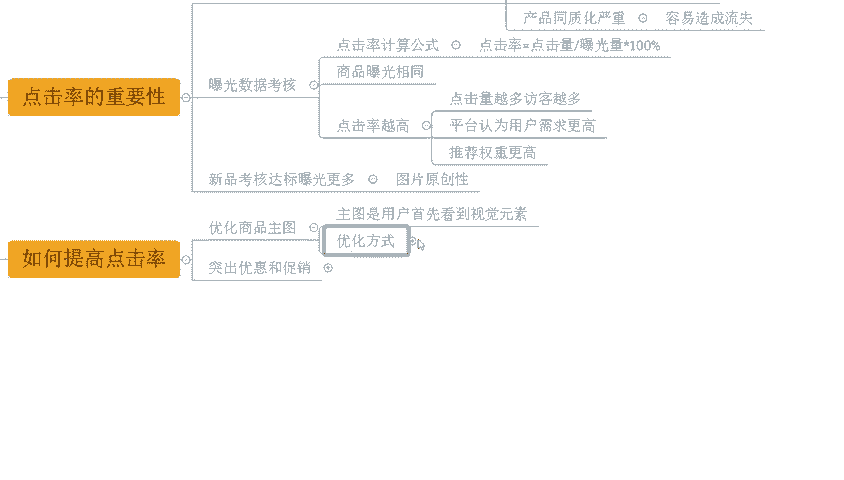 产品同质化严重 容易造成流失
点击率计算公式 点击率=点击量/曝光量*100%
商品曝光相同
曝光数据考核
点击率的重要性
点击量越多访客越多
点击率越高 平台认为用户需求更高
推荐权重更高
新品考核达标曝光更多 图片原创性
主图是用户首先看到视觉元素
优化商品主图
优化方式
如何提高点击率
突出优惠和促销